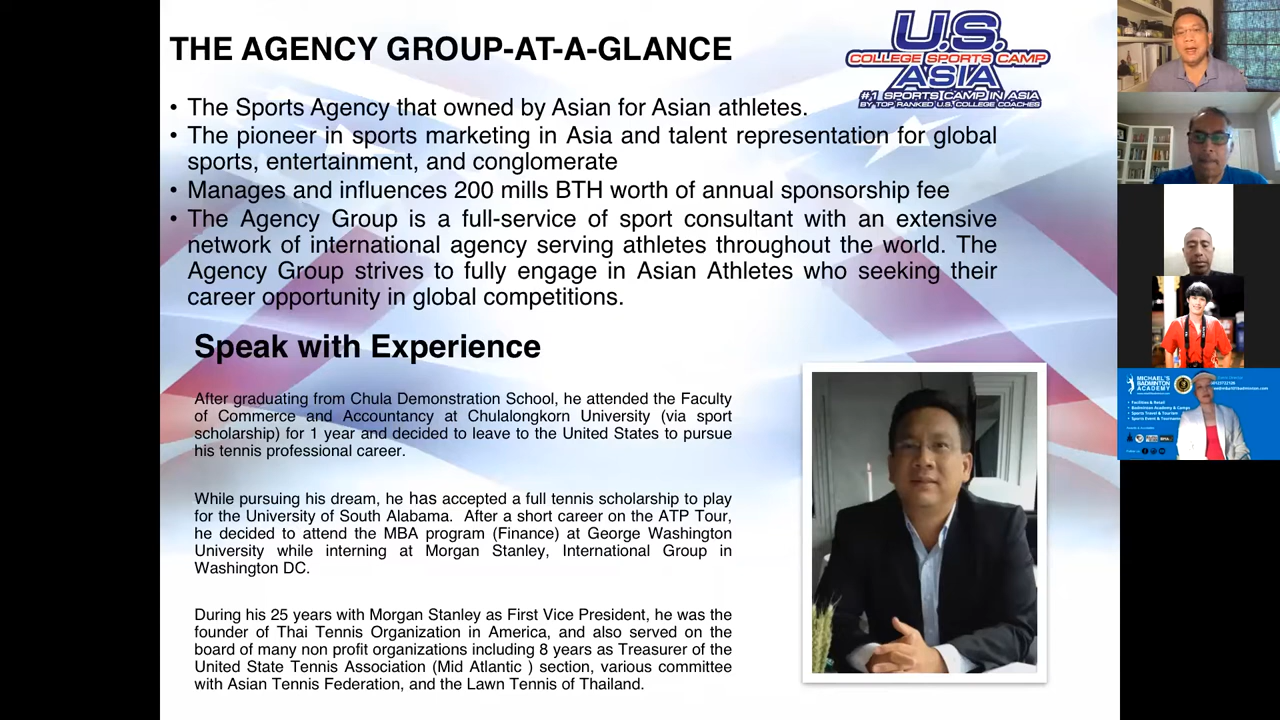 THE AGENCY GROUP-AT-A-GLANCE
U.S.
COLLEGE SPORTS CAMP
ASIA
#1 SPORTS CAMP IN ASIA
BY TOP RANKED U.S. COLLEGE COACHES
• The Sports Agency that owned by Asian for Asian athletes.
• The pioneer in sports marketing in Asia and talent representation for global
sports, entertainment, and conglomerate
• Manages and influences 200 mills BTH worth of annual sponsorship fee
• The Agency Group is a full-service of sport consultant with an extensive
network of international agency serving athletes throughout the world. The
Agency Group strives to fully engage in Asian Athletes who seeking their
career opportunity in global competitions.
Speak with Experience
After graduating from Chula Demonstration School, he attended the Faculty
of Commerce and Accountancy at Chulalongkorn University (via sport
scholarship) for 1 year and decided to leave to the United States to pursue
his tennis professional career.
While pursuing his dream, he has accepted a full tennis scholarship to play
for the University of South Alabama. After a short career on the ATP Tour,
he decided to attend the MBA program (Finance) at George Washington
University while interning at Morgan Stanley, International Group in
Washington DC.
During his 25 years with Morgan Stanley as First Vice President, he was the
founder of Thai Tennis Organization in America, and also served on the
board of many non profit organizations including 8 years as Treasurer of the
United State Tennis Association (Mid Atlantic ) section, various committee
with Asian Tennis Federation, and the Lawn Tennis of Thailand.
MICHAEL'S
BADMINTON
ACADEMY
• Facilities & Retail
• Badminton Academy & Camps
• Sports Travel & Tourism